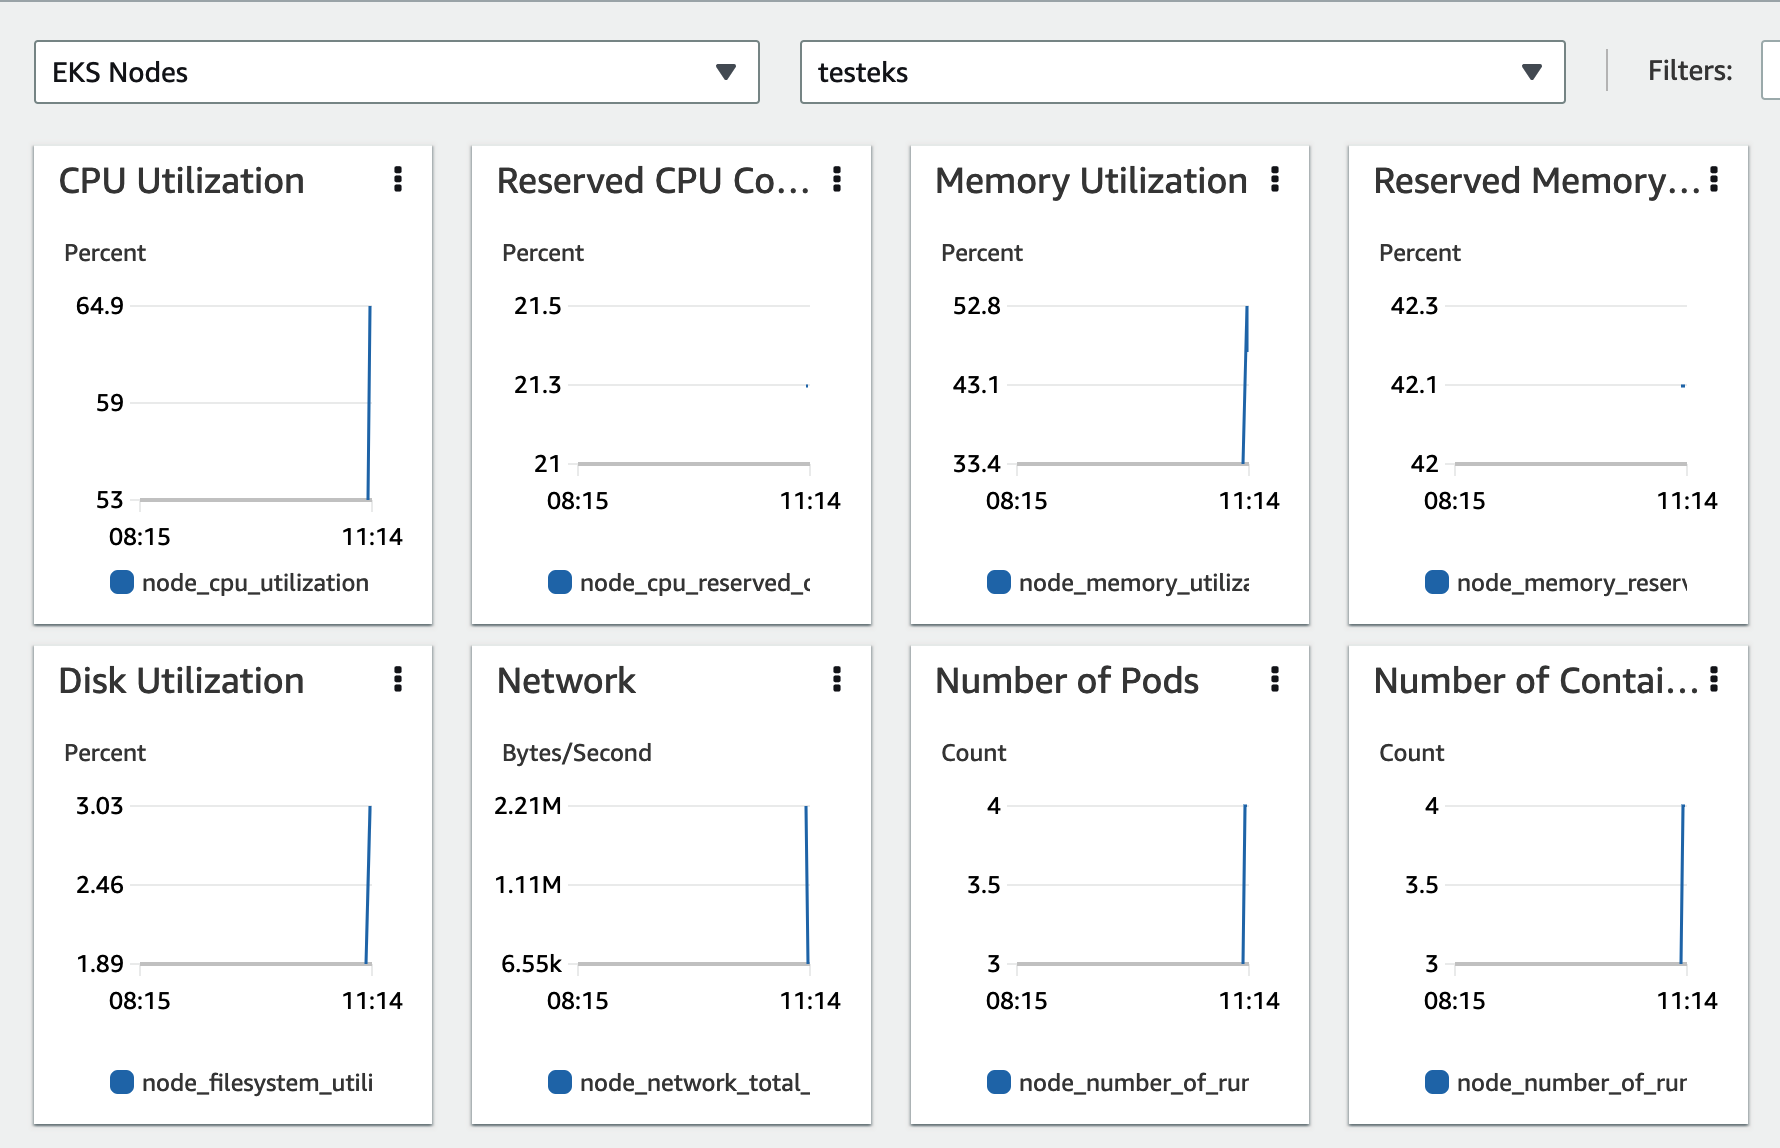 EKS Nodes
testeks
Filters:
CPU Utilization
Percent
64.9
59
53
08:15
11:14
node_cpu_utilization
Reserved CPU Co...
Percent
21.5
21.3
21
08:15
11:14
node_cpu_reserved_c
Memory Utilization
Percent
52.8
43.1
33.4
08:15
11:14
node_memory_utiliza
Reserved Memory...
Percent
42.3
42.1
42
08:15
11:14
node_memory_reserv
Disk Utilization
Percent
3.03
2.46
1.89
08:15
11:14
node_filesystem_utili
Network
Bytes/Second
2.21M
1.11M
6.55k
08:15
11:14
node_network_total_
Number of Pods
Count
4
3.5
3
08:15
11:14
node_number_of_rur
Number of Contai...
Count
4
3.5
3
08:15
11:14
node_number_of_rur